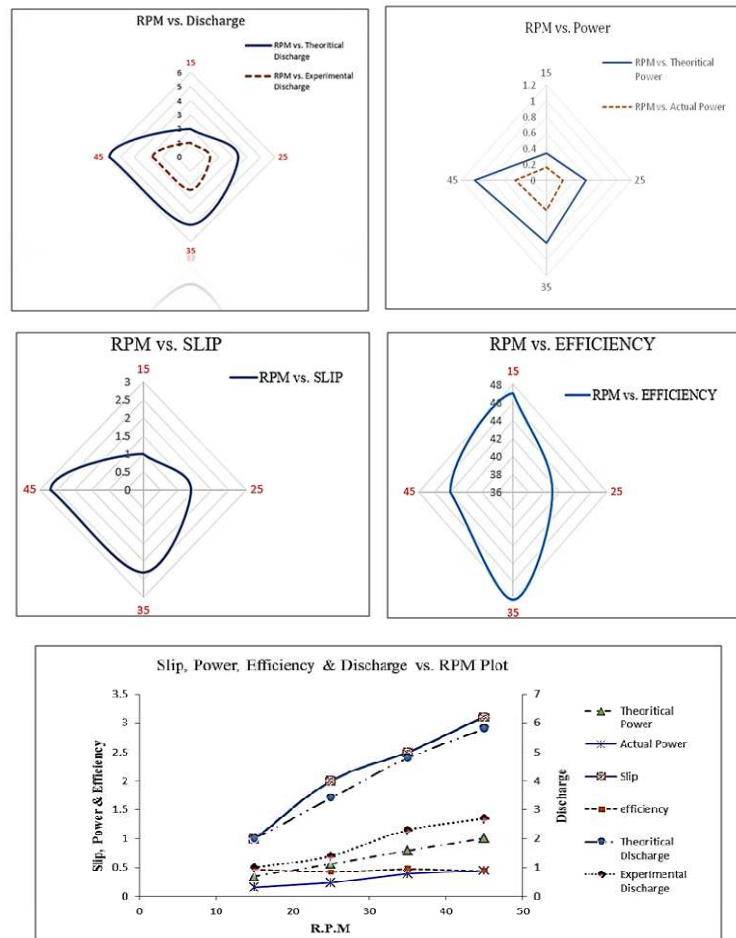 RPM vs. Discharge
RPM vs. Theoritical
Discharge
RPM vs. Experimental
Discharge
15
6
5
4
3
2
1
0
45
25
35
RPM vs. Power
RPM vs. Theoritical
Power
RPM vs. Actual Power
15
1.2
1
0.8
0.6
0.4
0.2
0
45
25
35
RPM vs. SLIP
RPM vs. SLIP
15
3
2.5
2
1.5
1
0.5
0
45
25
35
RPM vs. EFFICIENCY
RPM vs. EFFICIENCY
15
48
46
44
42
40
38
36
45
25
35
Slip, Power, Efficiency & Discharge vs. RPM Plot
3.5
3
2.5
2
1.5
1
0.5
0
Slip, Power & Efficiency
7
6
5
4
3
2
1
0
Discharge
0 10 20 30 40 50
R.P.M
Theoritical
Power
Actual Power
Slip
efficiency
Theoritical
Discharge
Experimental
Discharge